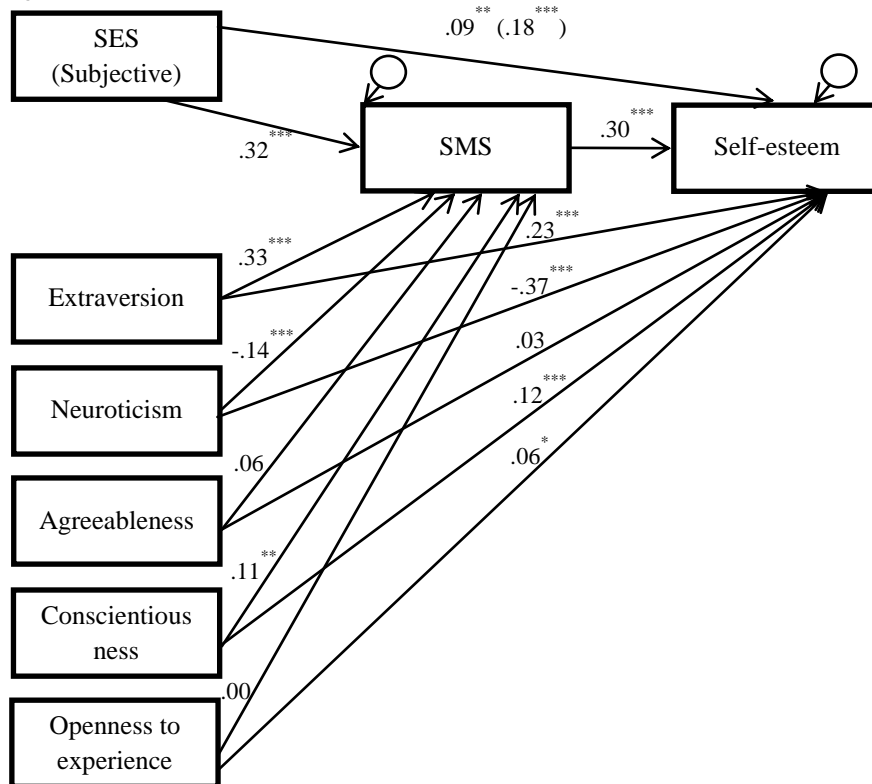 SES
(Subjective)
.09** (.18***)
.32***
SMS
.30***
Self-esteem
.33***
.23***
Extraversion
-.37***
-.14***
.03
Neuroticism
.12***
.06
.06*
Agreeableness
.11**
Conscientious
ness
.00
Openness to
experience